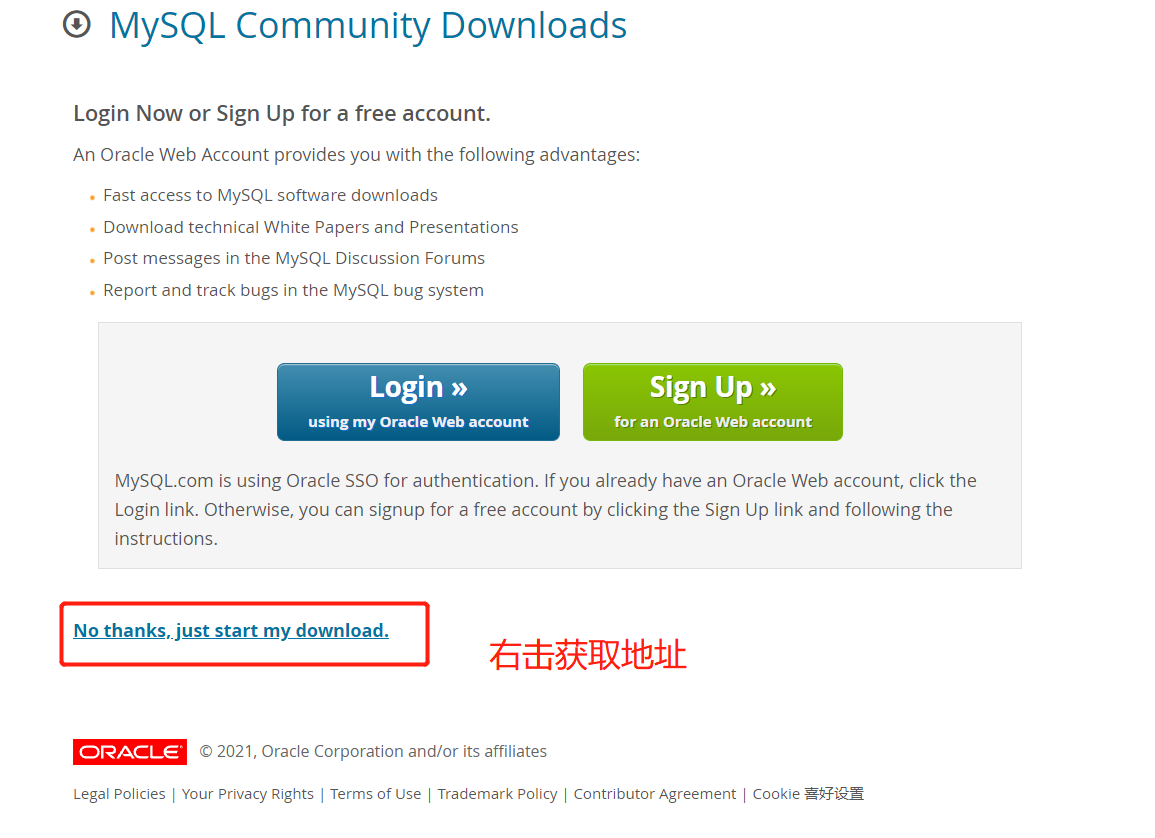 MySQL Community Downloads
Login Now or Sign Up for a free account.
An Oracle Web Account provides you with the following advantages:
Fast access to MySQL software downloads
Download technical White Papers and Presentations
Post messages in the MySQL Discussion Forums
Report and track bugs in the MySQL bug system
Login »
using my Oracle Web account
Sign Up »
for an Oracle Web account
MySQL.com is using Oracle SSO for authentication. If you already have an Oracle Web account, click the
Login link. Otherwise, you can signup for a free account by clicking the Sign Up link and following the
instructions.
No thanks, just start my download.
右击获取地址
ORACLE © 2021, Oracle Corporation and/or its affiliates
Legal Policies | Your Privacy Rights | Terms of Use | Trademark Policy | Contributor Agreement | Cookie 喜好设置